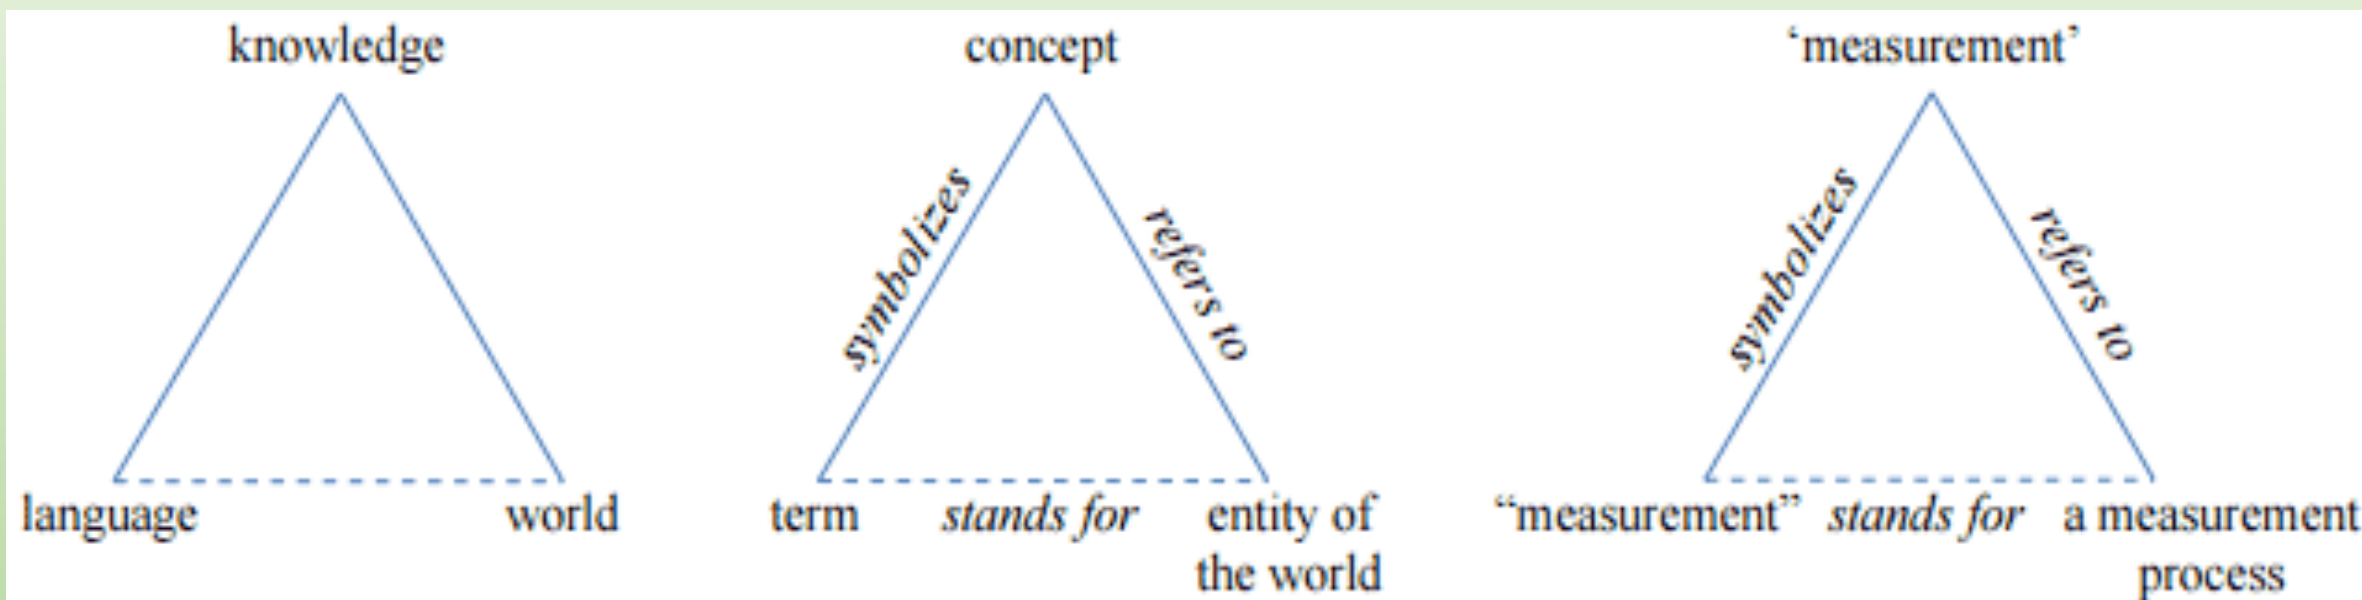 knowledge
language
world
concept
symbolizes
refers to
term
stands for
entity of
the world
‘measurement’
symbolizes
refers to
“measurement”
stands for
a measurement
process